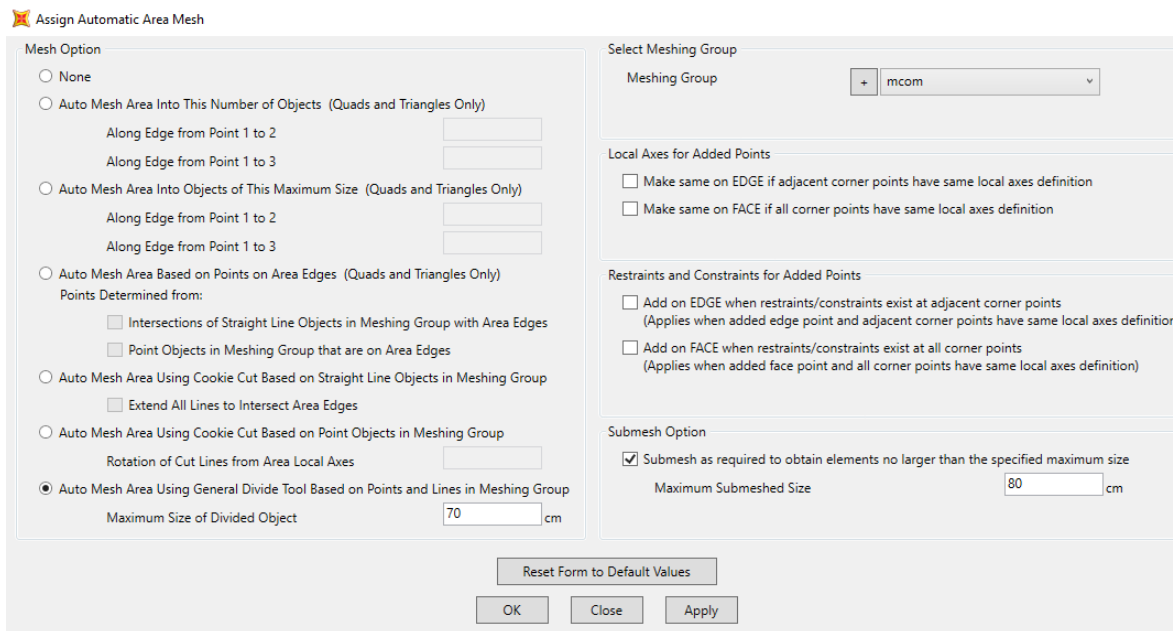 Assign Automatic Area Mesh
Mesh Option
None
Auto Mesh Area Into This Number of Objects (Quads and Triangles Only)
Along Edge from Point 1 to 2
Along Edge from Point 1 to 3
Auto Mesh Area Into Objects of This Maximum Size (Quads and Triangles Only)
Along Edge from Point 1 to 2
Along Edge from Point 1 to 3
Auto Mesh Area Based on Points on Area Edges (Quads and Triangles Only)
Points Determined from:
Intersections of Straight Line Objects in Meshing Group with Area Edges
Point Objects in Meshing Group that are on Area Edges
Auto Mesh Area Using Cookie Cut Based on Straight Line Objects in Meshing Group
Extend All Lines to Intersect Area Edges
Auto Mesh Area Using Cookie Cut Based on Point Objects in Meshing Group
Rotation of Cut Lines from Area Local Axes
Auto Mesh Area Using General Divide Tool Based on Points and Lines in Meshing Group
Maximum Size of Divided Object 70 cm
Select Meshing Group
Meshing Group + mcom
Local Axes for Added Points
Make same on EDGE if adjacent corner points have same local axes definition
Make same on FACE if all corner points have same local axes definition
Restraints and Constraints for Added Points
Add on EDGE when restraints/constraints exist at adjacent corner points
(Applies when added edge point and adjacent corner points have same local axes definition
Add on FACE when restraints/constraints exist at all corner points
(Applies when added face point and all corner points have same local axes definition)
Submesh Option
Submesh as required to obtain elements no larger than the specified maximum size
Maximum Submeshed Size 80 cm
Reset Form to Default Values
OK Close Apply